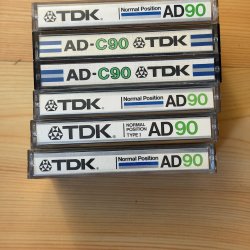 TDK Normal Position AD90
AD-C90 TDK
AD-C90 TDK
TDK Normal Position AD90
TDK NORMAL POSITION TYPE I AD90
TDK Normal Position AD90